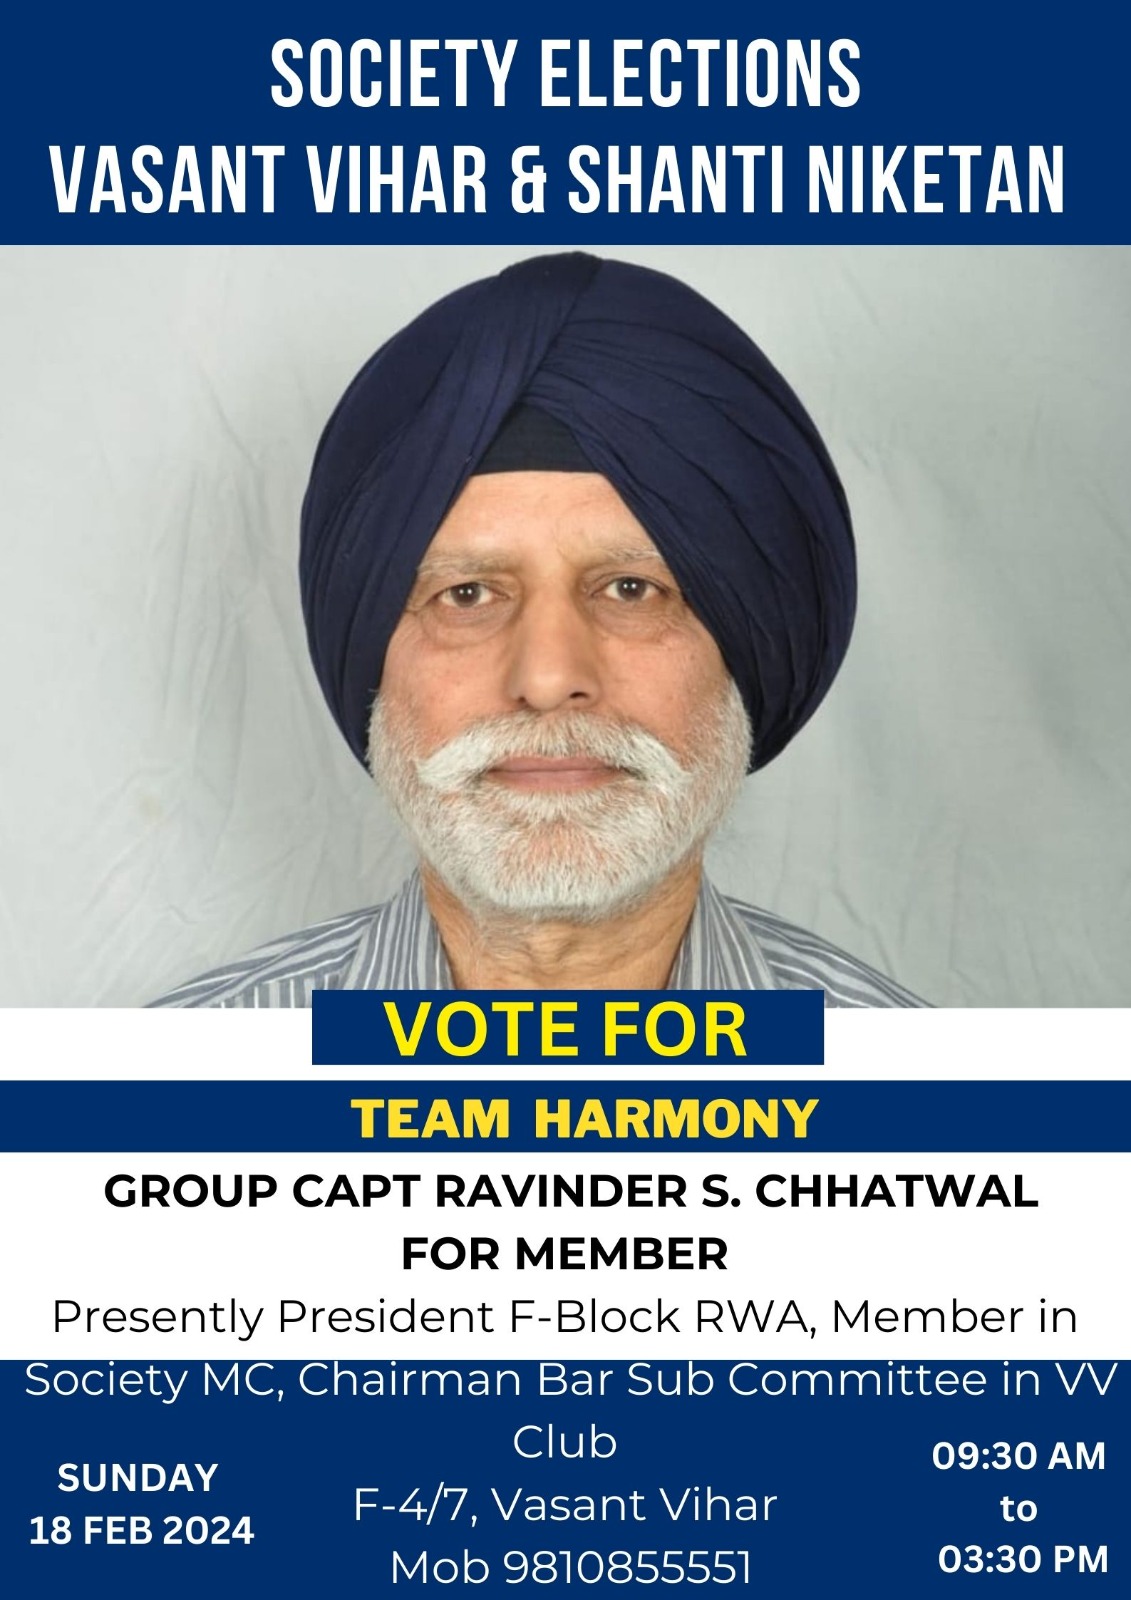 SOCIETY ELECTIONS
VASANT VIHAR & SHANTI NIKETAN
VOTE FOR
TEAM HARMONY
GROUP CAPT RAVINDER S. CHHATWAL
FOR MEMBER
Presently President F-Block RWA, Member in
Society MC, Chairman Bar Sub Committee in VV
Club
F-4/7, Vasant Vihar
Mob 9810855551
SUNDAY
18 FEB 2024
09:30 AM
to
03:30 PM